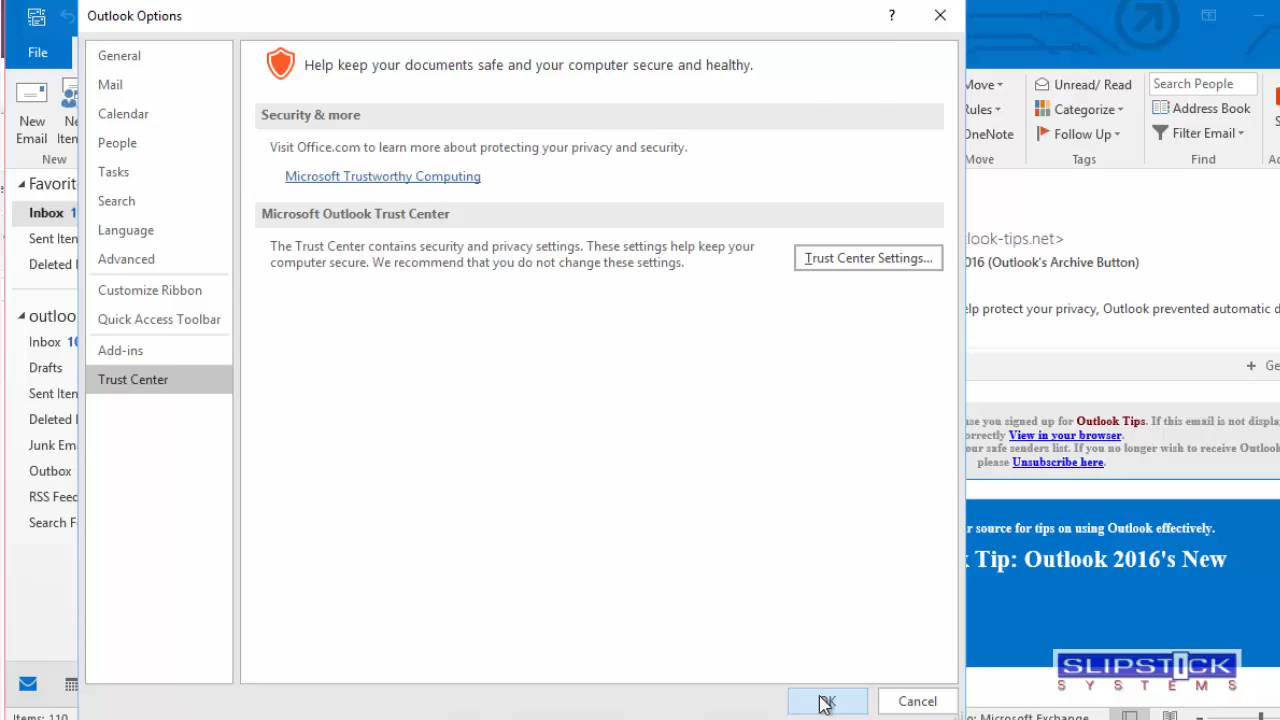 Outlook Options
?
File
New
Email
New
General
Mail
Calendar
People
Tasks
Search
Language
Advanced
Customize Ribbon
Quick Access Toolbar
Add-ins
Trust Center
Help keep your documents safe and your computer secure and healthy.
Security & more
Visit Office.com to learn more about protecting your privacy and security.
Microsoft Trustworthy Computing
Microsoft Outlook Trust Center
The Trust Center contains security and privacy settings. These settings help keep your
computer secure. We recommend that you do not change these settings.
Trust Center Settings...
OK
Cancel
Favorit
Inbox 1
Sent Iten
Deleted I
outloo
Inbox 10
Drafts
Sent Iten
Deleted I
Junk Em
Outbox
RSS Feed
Search F
Items: 110
Move
Rules
OneNote
Move
Unread/ Read
Categorize
Follow Up
Tags
Search People
Address Book
Filter Email
Find
look-tips.net>
016 (Outlook's Archive Button)
elp protect your privacy, Outlook prevented automatic d
+ Ge
use you signed up for Outlook Tips. If this email is not displa
orrectly View in your browser.
our safe senders list. If you no longer wish to receive Outlook
please Unsubscribe here.
r source for tips on using Outlook effectively.
k Tip: Outlook 2016's New
SLIPSTICK
SYSTEMS
o: Microsoft Exchange